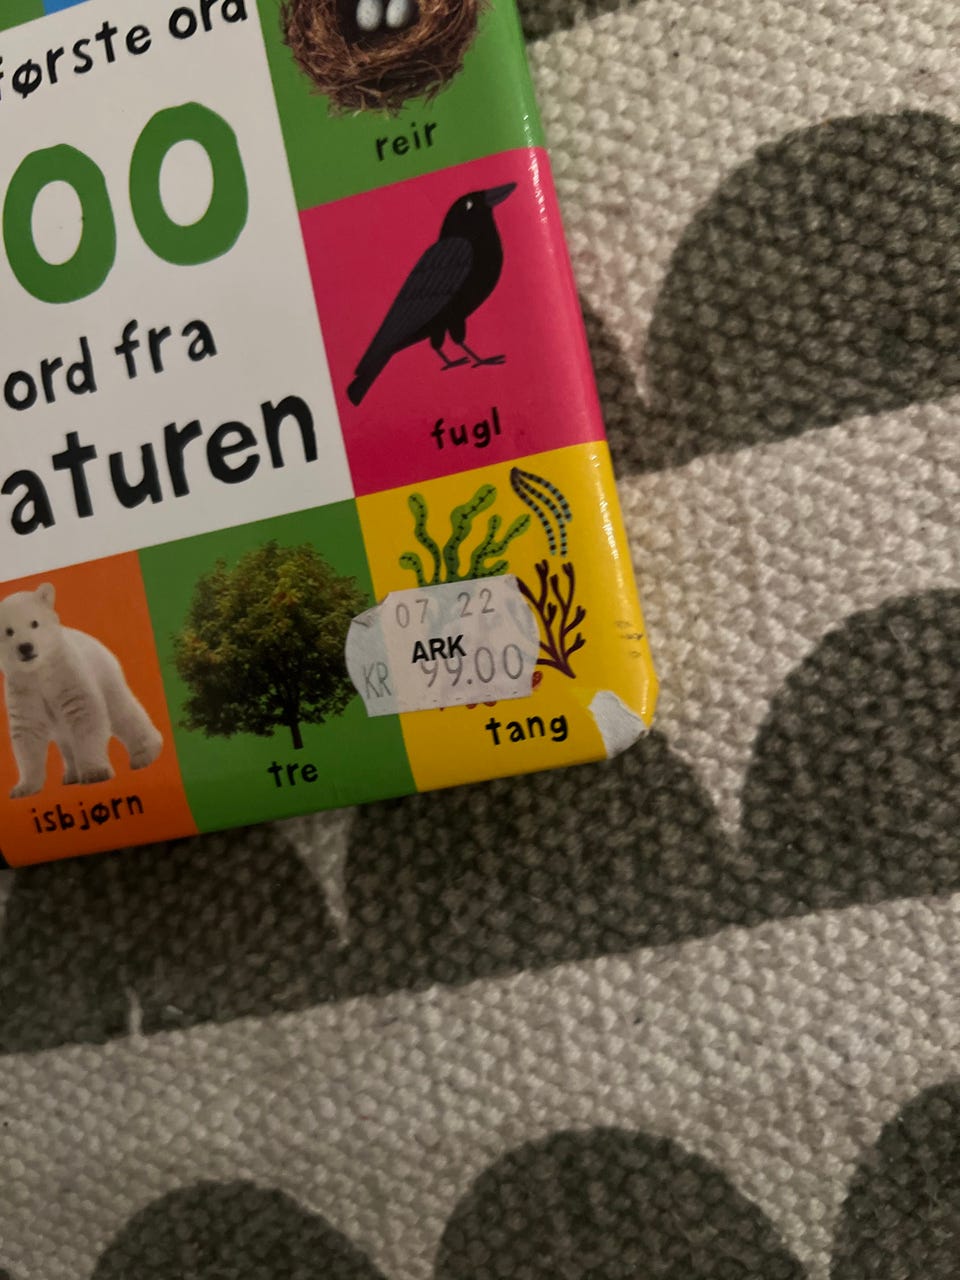 første ord
reir
00
fugl
ord fra
aturen
07 22
ARK
KR 99.00
tang
tre
isbjørn